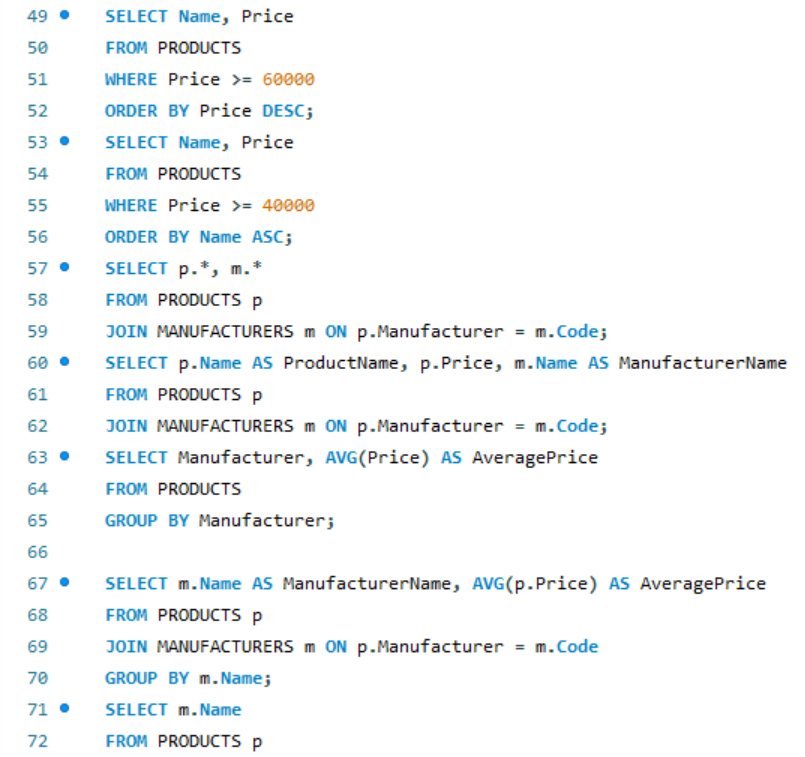 49 SELECT Name, Price
50 FROM PRODUCTS
51 WHERE Price >= 60000
52 ORDER BY Price DESC;
53 SELECT Name, Price
54 FROM PRODUCTS
55 WHERE Price >= 40000
56 ORDER BY Name ASC;
57 SELECT p.*, m.*
58 FROM PRODUCTS p
59 JOIN MANUFACTURERS m ON p.Manufacturer = m.Code;
60 SELECT p.Name AS ProductName, p.Price, m.Name AS ManufacturerName
61 FROM PRODUCTS p
62 JOIN MANUFACTURERS m ON p.Manufacturer = m.Code;
63 SELECT Manufacturer, AVG(Price) AS AveragePrice
64 FROM PRODUCTS
65 GROUP BY Manufacturer;
66
67 SELECT m.Name AS ManufacturerName, AVG(p.Price) AS AveragePrice
68 FROM PRODUCTS p
69 JOIN MANUFACTURERS m ON p.Manufacturer = m.Code
70 GROUP BY m.Name;
71 SELECT m.Name
72 FROM PRODUCTS p